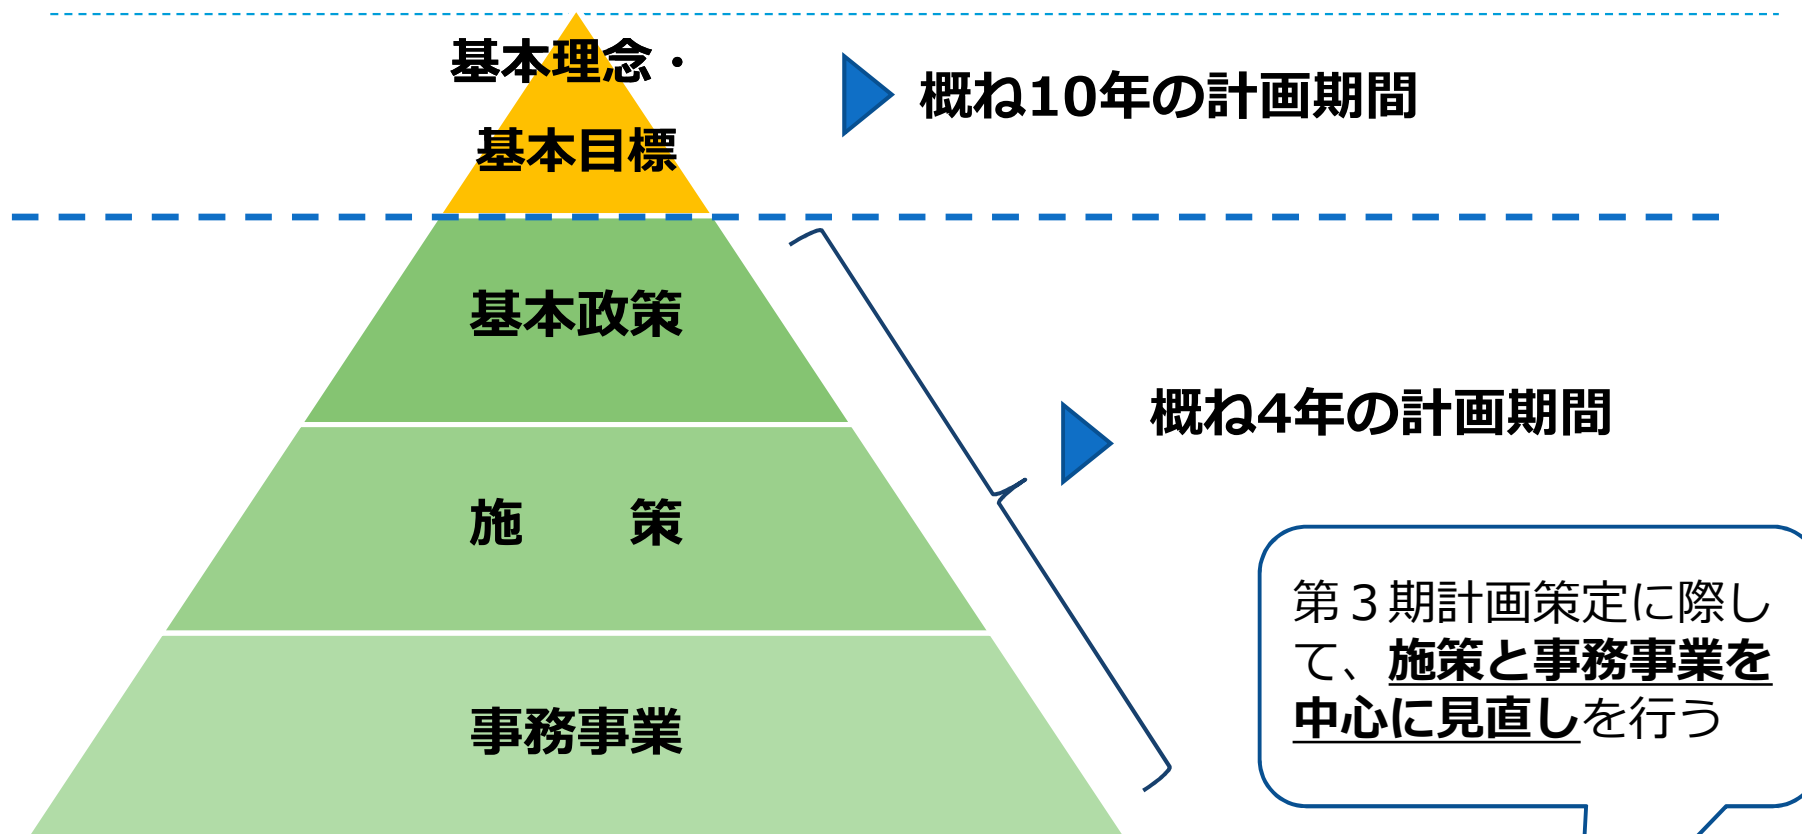 基本理念・
基本目標
概ね10年の計画期間
基本政策
概ね4年の計画期間
施　　策
第３期計画策定に際し
て、施策と事務事業を
中心に見直しを行う
事務事業